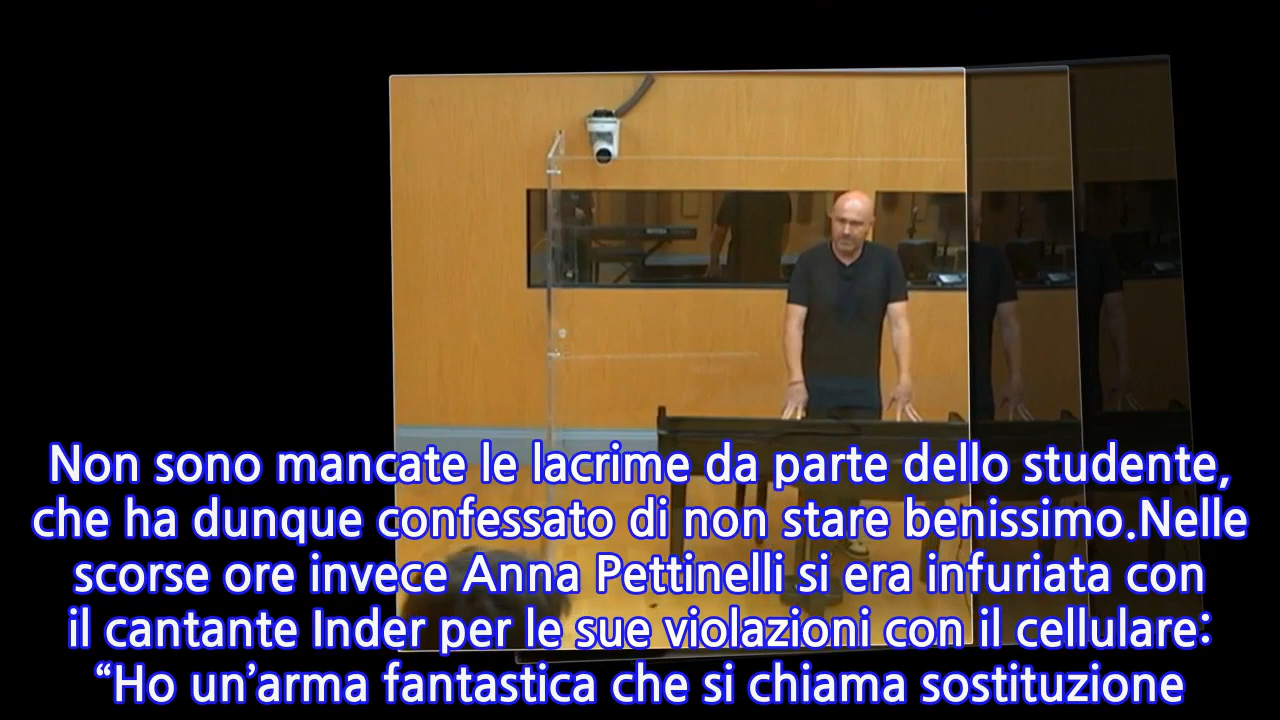 Non sono mancate le lacrime da parte dello studente,
che ha dunque confessato di non stare benissimo.Nelle
scorse ore invece Anna Pettinelli si era infuriata con
il cantante Inder per le sue violazioni con il cellulare:
“Ho un’arma fantastica che si chiama sostituzione